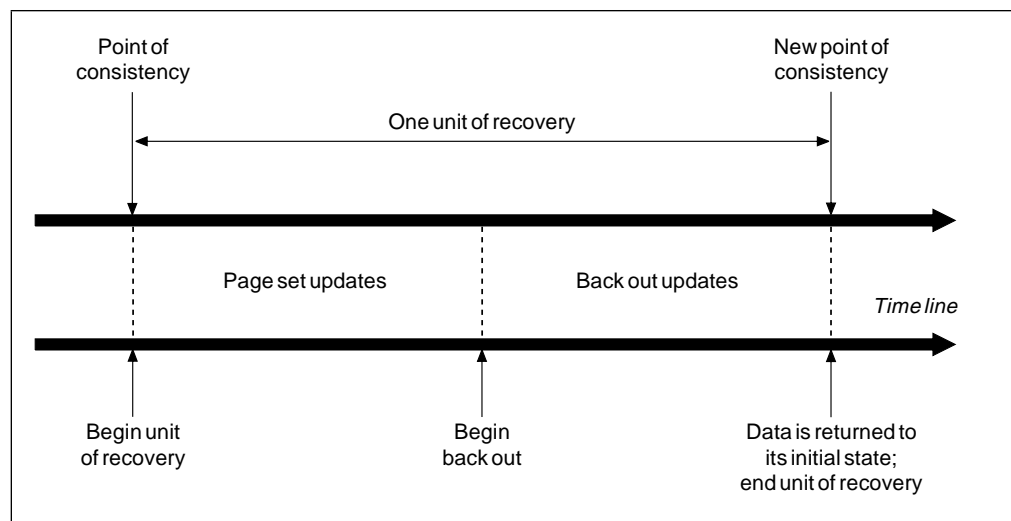 Point of
consistency
New point of
consistency
One unit of recovery
Page set updates
Back out updates
Time line
Begin unit
of recovery
Begin
back out
Data is returned to
its initial state;
end unit of recovery